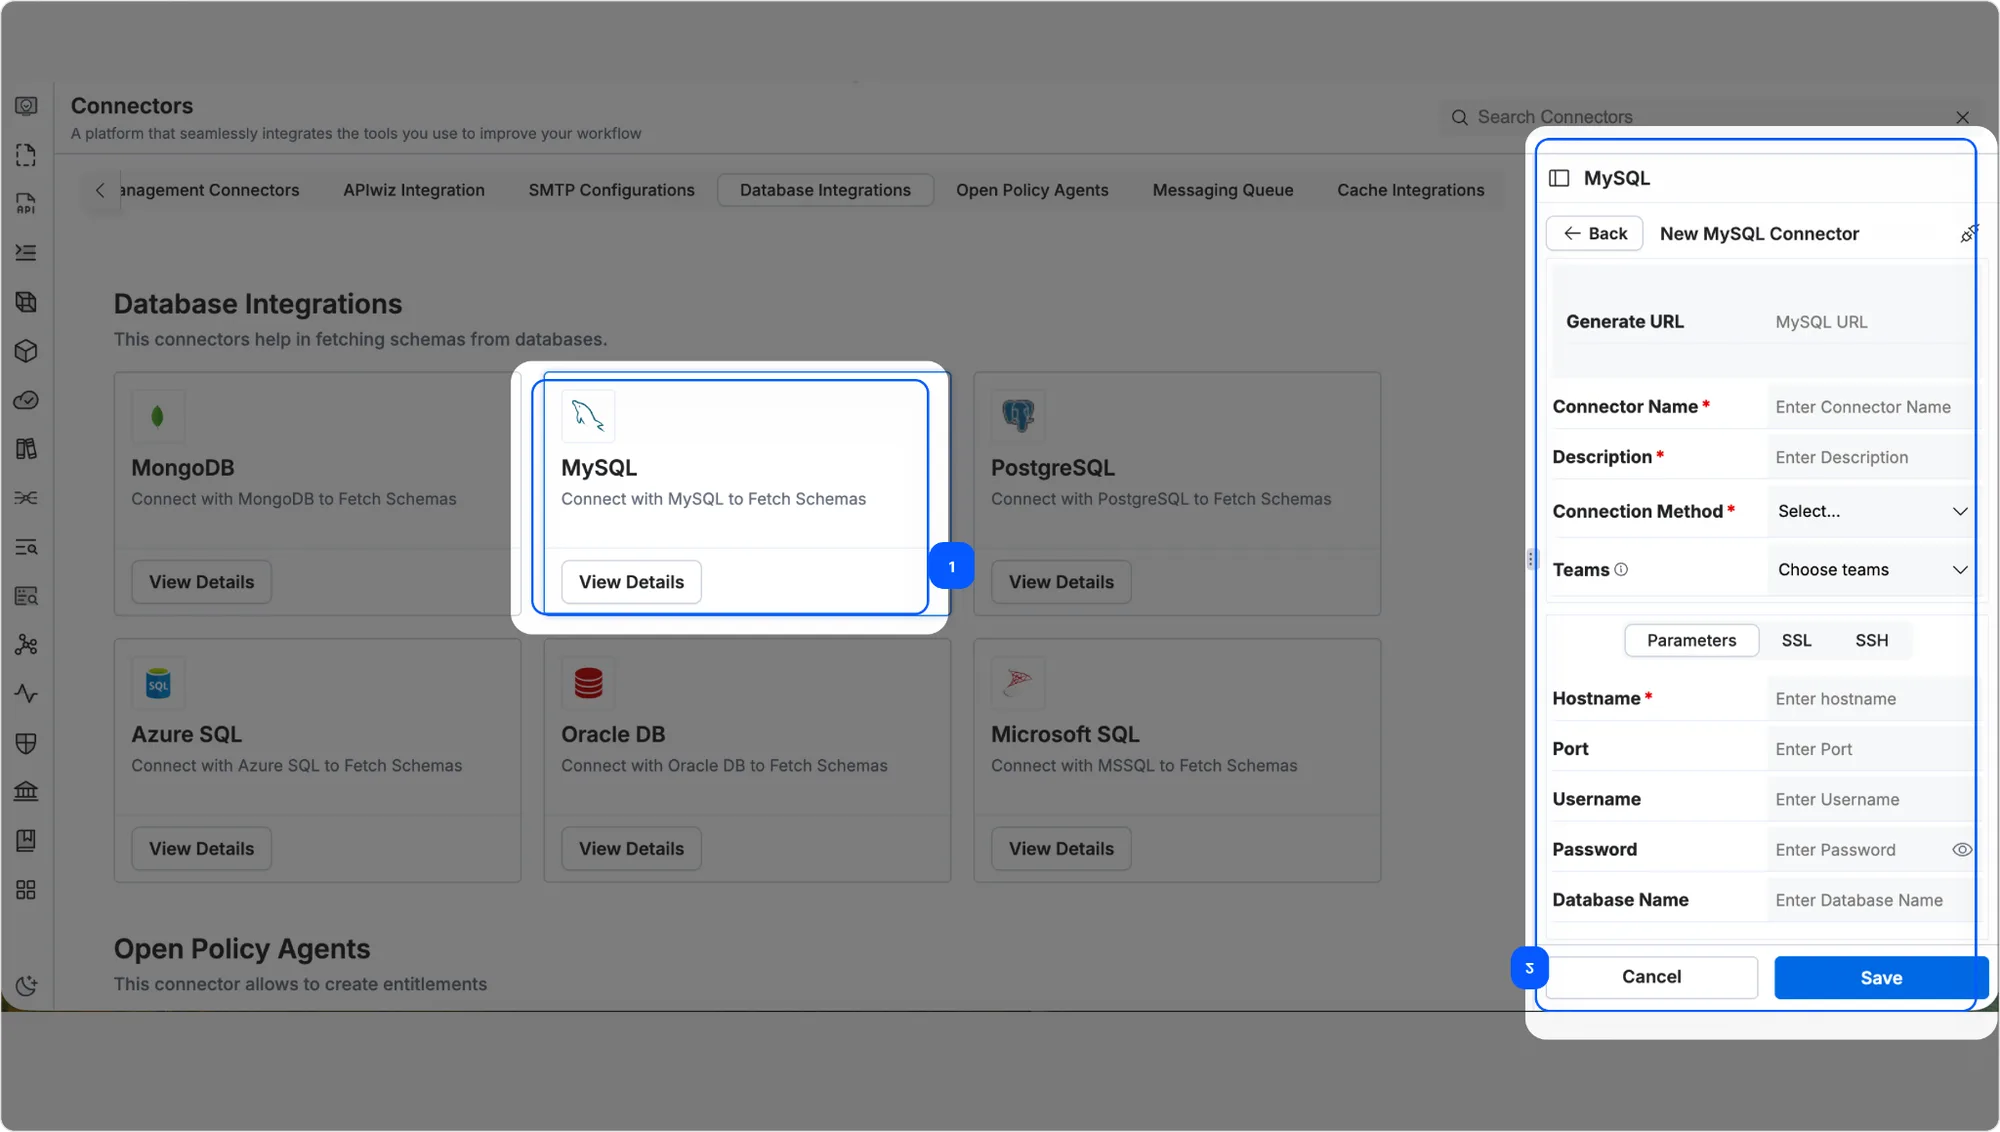 Connectors
A platform that seamlessly integrates the tools you use to improve your workflow
Search Connectors
anagement Connectors
APIwiz Integration
SMTP Configurations
Database Integrations
Open Policy Agents
Messaging Queue
Cache Integrations
API
Database Integrations
This connectors help in fetching schemas from databases.
MongoDB
Connect with MongoDB to Fetch Schemas
View Details
MySQL
Connect with MySQL to Fetch Schemas
View Details
1
PostgreSQL
Connect with PostgreSQL to Fetch Schemas
View Details
SQL
Azure SQL
Connect with Azure SQL to Fetch Schemas
View Details
Oracle DB
Connect with Oracle DB to Fetch Schemas
View Details
Microsoft SQL
Connect with MSSQL to Fetch Schemas
View Details
Open Policy Agents
This connector allows to create entitlements
MySQL
Back
New MySQL Connector
Generate URL
MySQL URL
Connector Name *
Enter Connector Name
Description *
Enter Description
Connection Method *
Select...
Teams
Choose teams
Parameters
SSL
SSH
Hostname *
Enter hostname
Port
Enter Port
Username
Enter Username
Password
Enter Password
Database Name
Enter Database Name
2
Cancel
Save